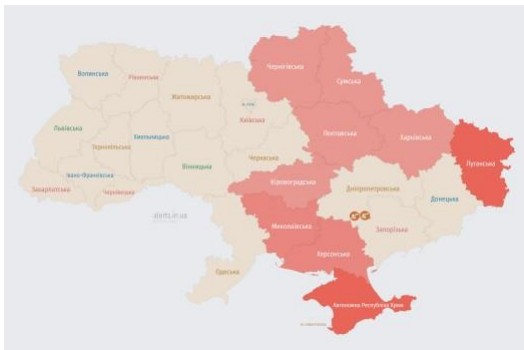 Чернігівська
Сумська
Волинська
Рівненська
Житомирська
Київська
Полтавська
Харківська
Львівська
Тернопільська
Хмельницька
Черкаська
Луганська
Вінницька
Івано-Франківська
Кіровоградська
Дніпропетровська
Донецька
Закарпатська
Чернівецька
alerts.in.ua
Миколаївська
Запорізька
Херсонська
Одеська
Автономна Республіка Крим